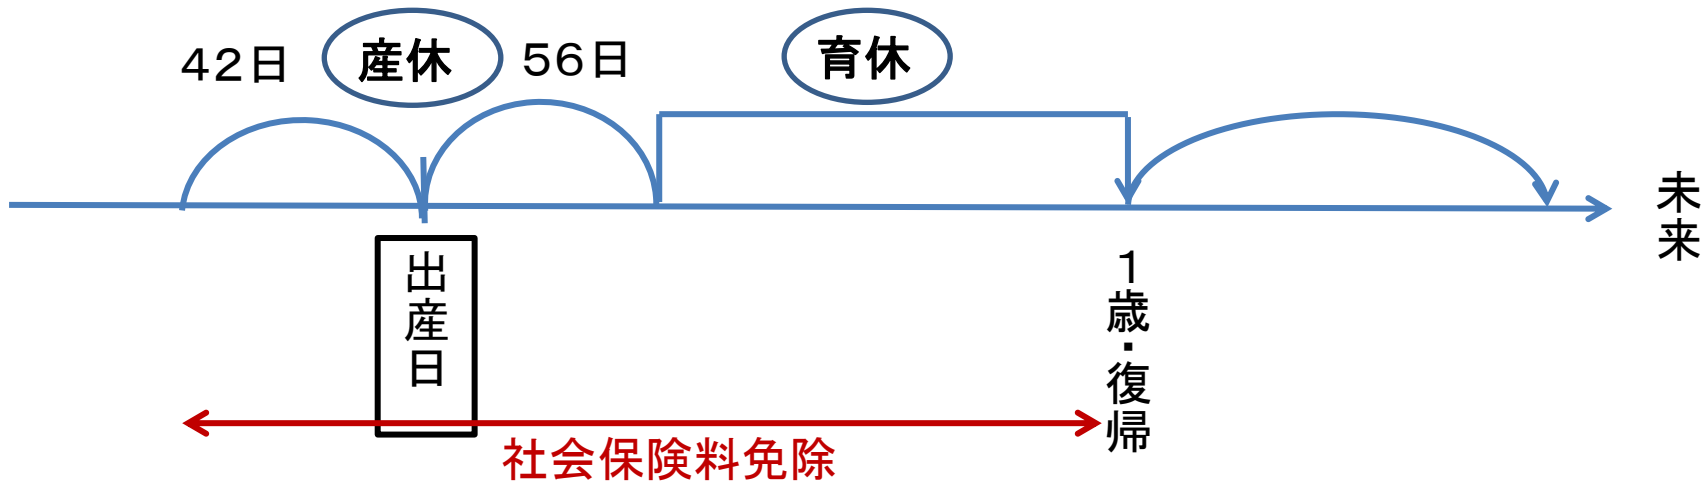 ４２日
産休
５６日
育休
未来
出産日
１歳・復帰
社会保険料免除